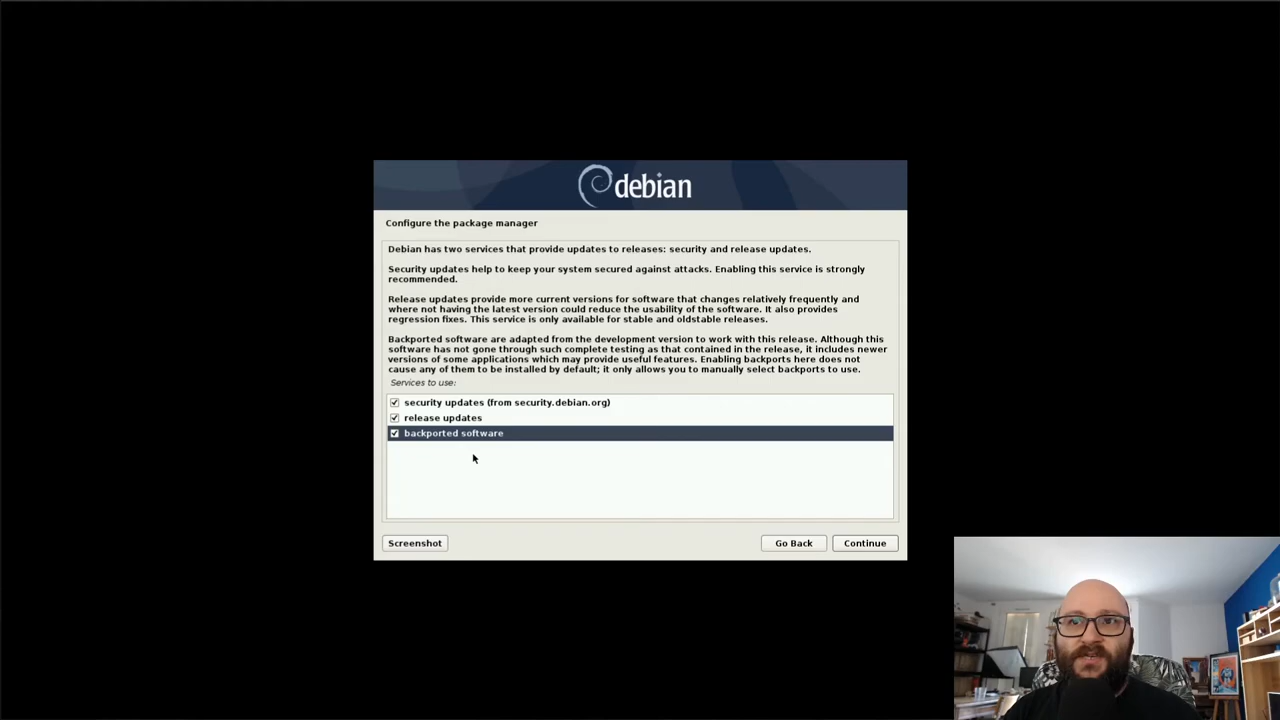 debian
Configure the package manager
Debian has two services that provide updates to releases: security and release updates.
Security updates help to keep your system secured against attacks. Enabling this service is strongly
recommended.
Release updates provide more current versions for software that changes relatively frequently and
where not having the latest version could reduce the usability of the software. It also provides
regression fixes. This service is only available for stable and oldstable releases.
Backported software are adapted from the development version to work with this release. Although this
software has not gone through such complete testing as that contained in the release, it includes newer
versions of some applications which may provide useful features. Enabling backports here does not
cause any of them to be installed by default; it only allows you to manually select backports to use.
Services to use:
security updates (from security.debian.org)
release updates
backported software
Screenshot
Go Back
Continue